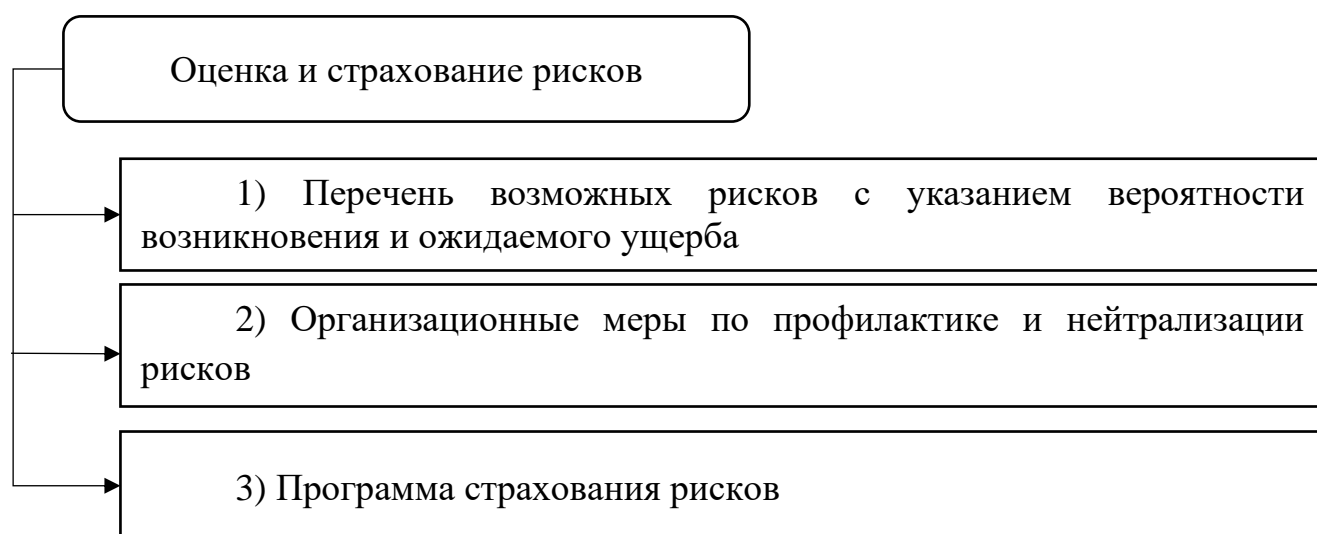 Оценка и страхование рисков
1) Перечень возможных рисков с указанием вероятности
возникновения и ожидаемого ущерба
2) Организационные меры по профилактике и нейтрализации
рисков
3) Программа страхования рисков